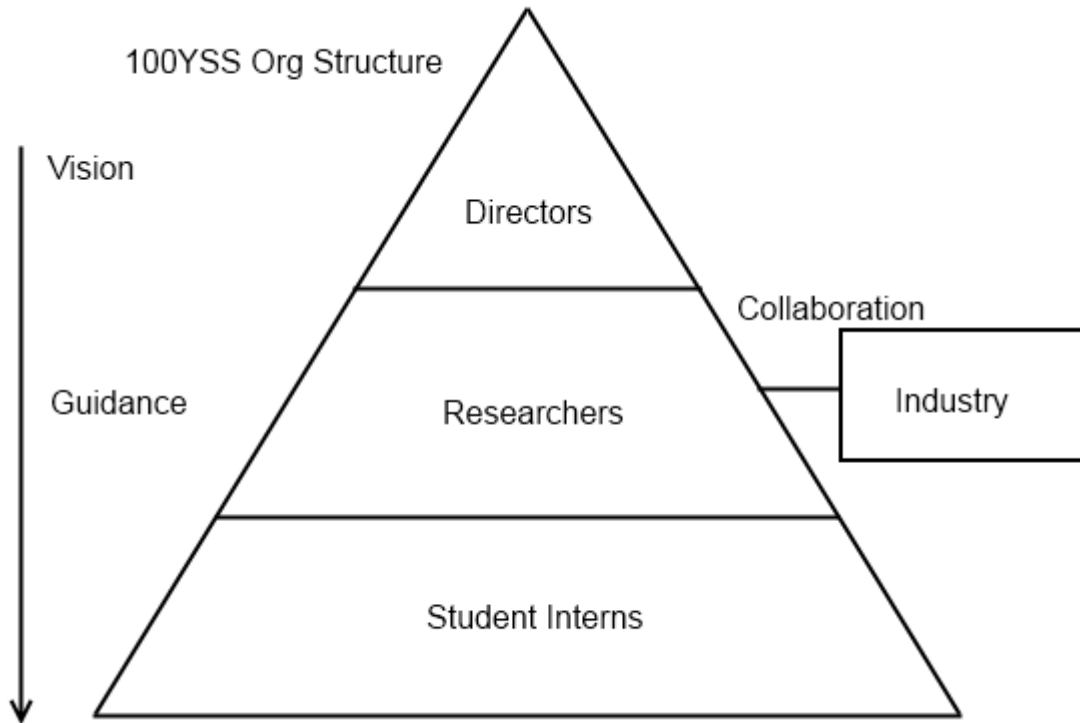 100YSS Org Structure
Vision
Directors
Collaboration
Guidance
Researchers
Industry
Student Interns